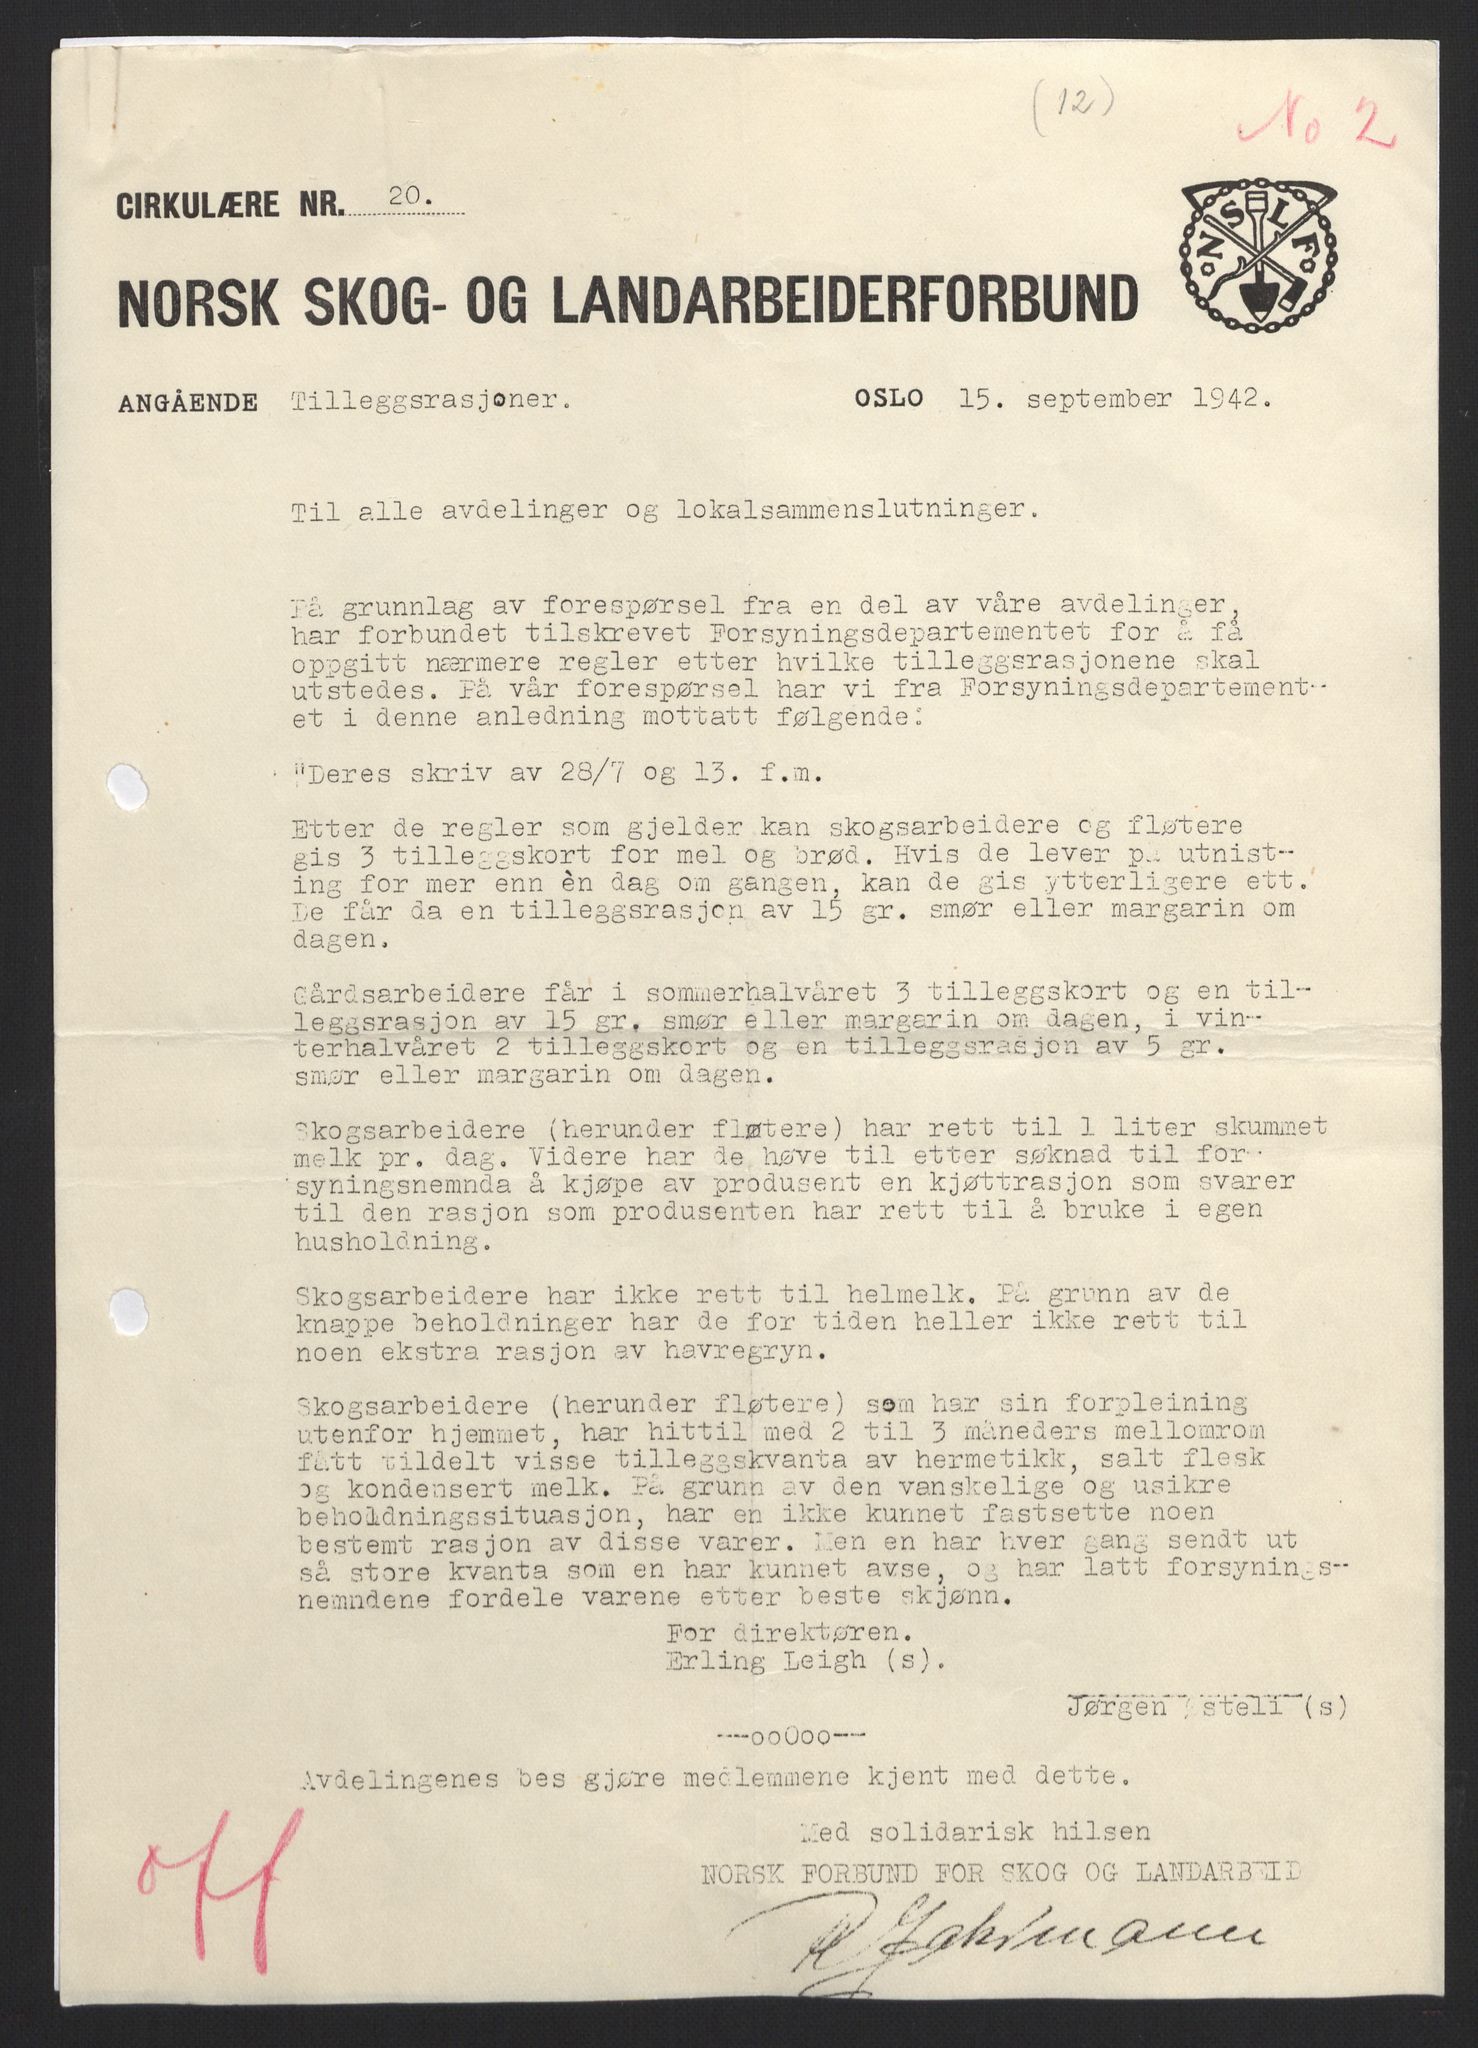 (12)
No 2
CIRKULÆRE NR. 20.
NSLF
NORSK SKOG- OG LANDARBEIDERFORBUND
ANGÅENDE Tilleggsrasjoner. OSLO 15. september 1942.
Til alle avdelinger og lokalsammenslutninger.
På grunnlag av forespørsel fra en del av våre avdelinger,
har forbundet tilskrevet Forsyningsdepartementet for å få
oppgitt nærmere regler etter hvilke tilleggsrasjonene skal
utstedes. På vår forespørsel har vi fra Forsyningsdepartement-
et i denne anledning mottatt følgende:
"Deres skriv av 28/7 og 13. f.m.
Etter de regler som gjelder kan skogsarbeidere og fløtere
gis 3 tilleggskort for mel og brød. Hvis de lever på utnist-
ing for mer enn èn dag om gangen, kan de gis ytterligere ett.
De får da en tilleggsrasjon av 15 gr. smør eller margarin om
dagen.
Gårdsarbeidere får i sommerhalvåret 3 tilleggskort og en til-
leggsrasjon av 15 gr. smør eller margarin om dagen, i vin-
terhalvåret 2 tilleggskort og en tilleggsrasjon av 5 gr.
smør eller margarin om dagen.
Skogsarbeidere (herunder fløtere) har rett til 1 liter skummet
melk pr. dag. Videre har de høve til etter søknad til for-
syningsnemnda å kjøpe av produsent en kjøttrasjon som svarer
til den rasjon som produsenten har rett til å bruke i egen
husholdning.
Skogsarbeidere har ikke rett til helmelk. På grunn av de
knappe beholdninger har de for tiden heller ikke rett til
noen ekstra rasjon av havregryn.
Skogsarbeidere (herunder fløtere) som har sin forpleining
utenfor hjemmet, har hittil med 2 til 3 måneders mellomrom
fått tildelt visse tilleggskvanta av hermetikk, salt flesk
og kondensert melk. På grunn av den vanskelige og usikre
beholdningssituasjon, har en ikke kunnet fastsette noen
bestemt rasjon av disse varer. Men en har hver gang sendt ut
så store kvanta som en har kunnet avse, og har latt forsynings-
nemndene fordele varene etter beste skjønn.
For direktøren.
Erling Leigh (s).
Jørgen Østeli (s)
---ooOoo---
Avdelingenes bes gjøre medlemmene kjent med dette.
Med solidarisk hilsen
NORSK FORBUND FOR SKOG OG LANDARBEID
off